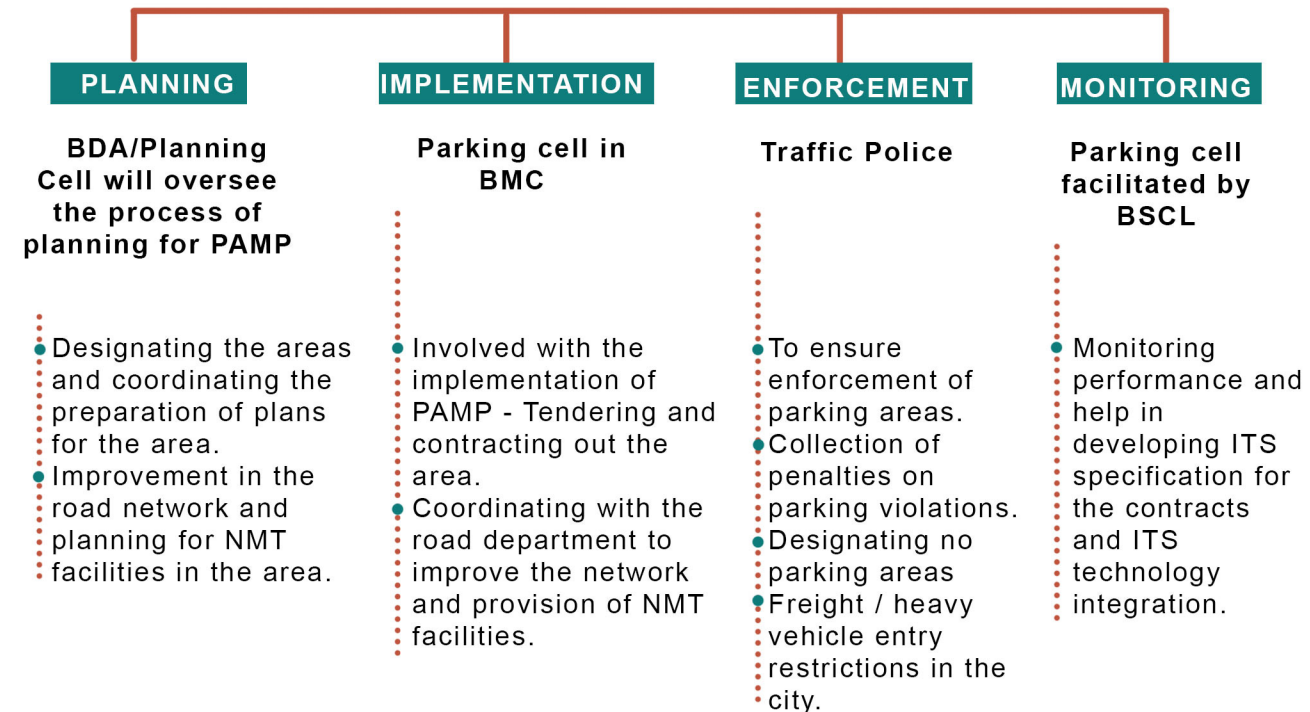 PLANNING
BDA/Planning
Cell will oversee
the process of
planning for PAMP
Designating the areas
and coordinating the
preparation of plans
for the area.
Improvement in the
road network and
planning for NMT
facilities in the area.
IMPLEMENTATION
Parking cell in
BMC
Involved with the
implementation of
PAMP - Tendering and
contracting out the
area.
Coordinating with the
road department to
improve the network
and provision of NMT
facilities.
ENFORCEMENT
Traffic Police
To ensure
enforcement of
parking areas.
Collection of
penalties on
parking violations.
Designating no
parking areas
Freight / heavy
vehicle entry
restrictions in the
city.
MONITORING
Parking cell
facilitated by
BSCL
Monitoring
performance and
help in
developing ITS
specification for
the contracts
and ITS
technology
integration.